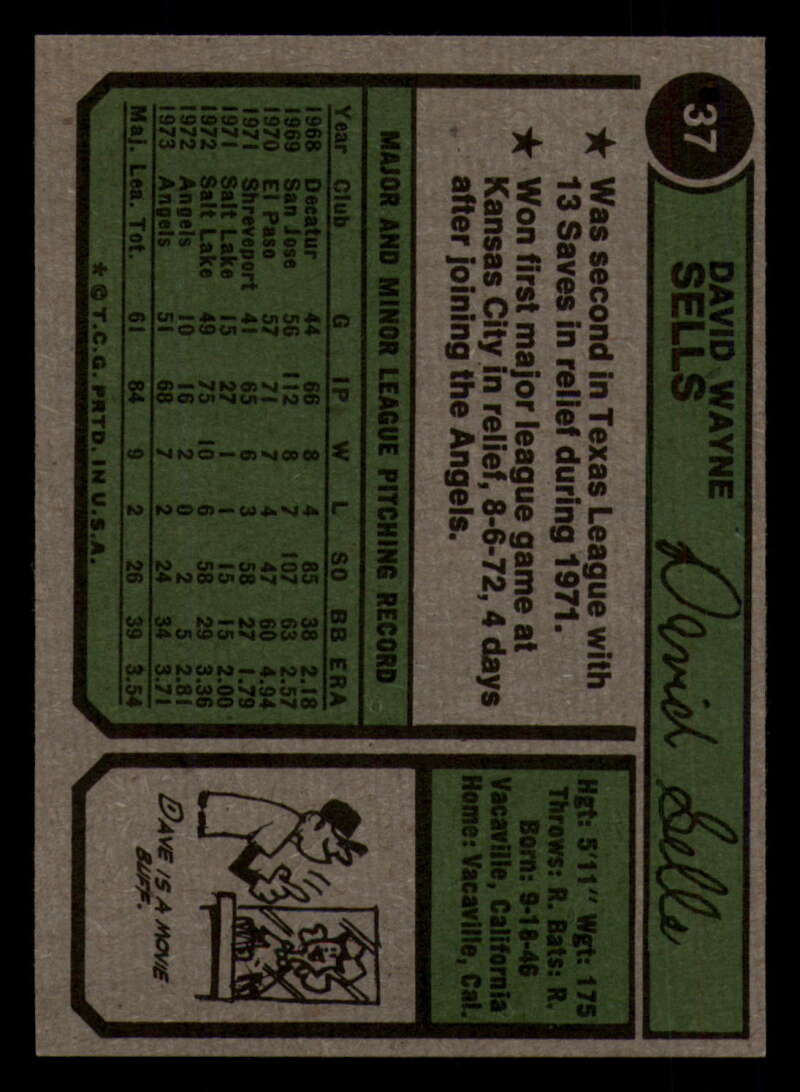 37
DAVID WAYNE
SELLS
David Sells
★ Was second in Texas League with
13 Saves in relief during 1971.
★ Won first major league game at
Kansas City in relief, 8-6-72, 4 days
after joining the Angels.
MAJOR AND MINOR LEAGUE PITCHING RECORD
Year Club G IP W L SO BB ERA
1968 Decatur 44 66 8 4 85 38 2.18
1969 San Jose 56 112 8 7 107 63 2.57
1970 El Paso 57 71 7 4 47 60 4.94
1971 Shreveport 41 65 6 3 58 27 1.79
1971 Salt Lake 15 27 1 1 15 15 2.00
1972 Salt Lake 49 75 10 6 58 29 3.36
1972 Angels 10 16 2 0 2 5 2.81
1973 Angels 51 68 7 2 24 34 3.71
Maj. Lea. Tot. 61 84 9 2 26 39 3.54
* © T.C.G. PRTD. IN U.S.A.
Hgt: 5'11" Wgt: 175
Throws: R. Bats: R.
Born: 9-18-46
Vacaville, California
Home: Vacaville, Cal.
DAVE IS A MOVIE
BUFF.